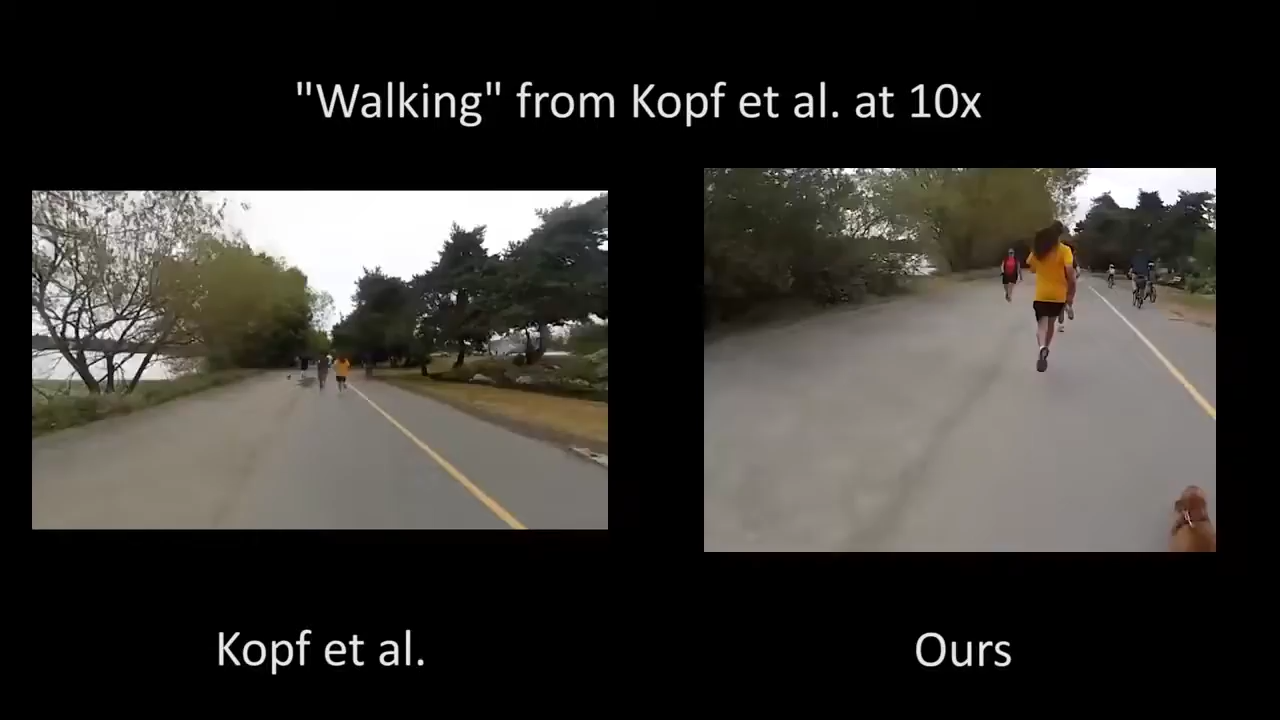 "Walking" from Kopf et al. at 10x
Kopf et al.
Ours